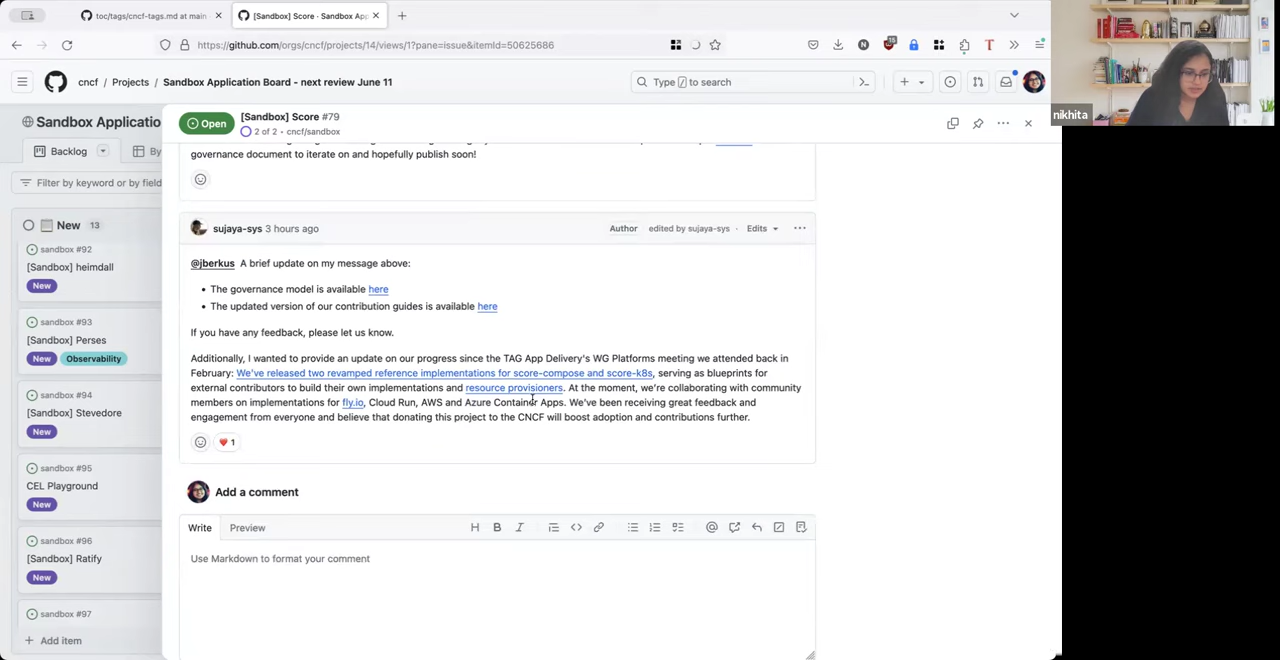 toc/tags/cncf-tags.md at main
[Sandbox] Score · Sandbox App
https://github.com/orgs/cncf/projects/14/views/1?pane=issue&itemId=50625686
15
N
T
cncf / Projects / Sandbox Application Board - next review June 11
Type / to search
nikhita
Sandbox Applicatio
Open
[Sandbox] Score #79
2 of 2 · cncf/sandbox
Backlog
By
Filter by keyword or by field
New 13
sandbox #92
[Sandbox] heimdall
New
sandbox #93
[Sandbox] Perses
New Observability
sandbox #94
[Sandbox] Stevedore
New
sandbox #95
CEL Playground
New
sandbox #96
[Sandbox] Ratify
New
sandbox #97
Add item
governance document to iterate on and hopefully publish soon!
sujaya-sys 3 hours ago
Author edited by sujaya-sys · Edits
@jberkus A brief update on my message above:
• The governance model is available here
• The updated version of our contribution guides is available here
If you have any feedback, please let us know.
Additionally, I wanted to provide an update on our progress since the TAG App Delivery's WG Platforms meeting we attended back in
February: We've released two revamped reference implementations for score-compose and score-k8s, serving as blueprints for
external contributors to build their own implementations and resource provisioners. At the moment, we're collaborating with community
members on implementations for fly.io, Cloud Run, AWS and Azure Container Apps. We've been receiving great feedback and
engagement from everyone and believe that donating this project to the CNCF will boost adoption and contributions further.
1
Add a comment
Write Preview
H B I
Use Markdown to format your comment